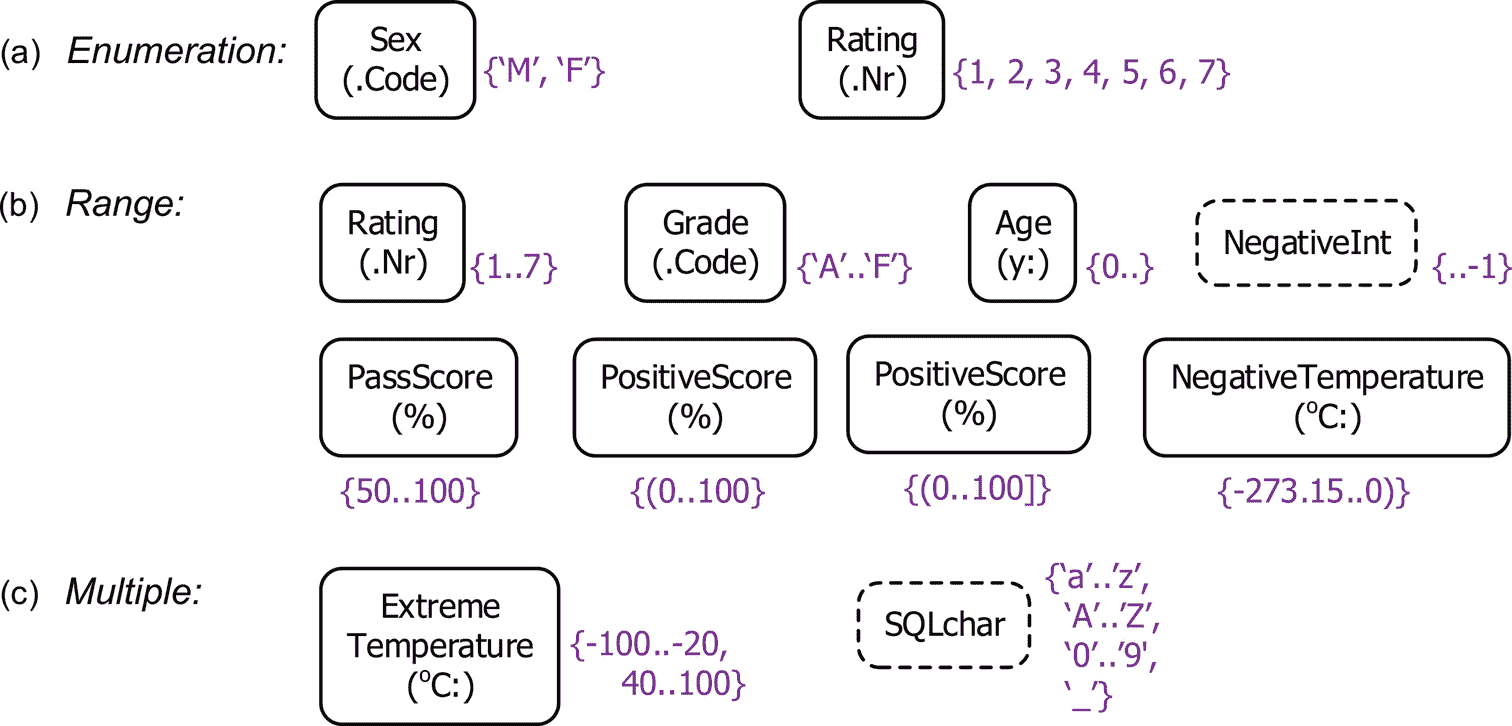 (a) Enumeration: Sex (.Code) {‘M’, ‘F’} Rating (.Nr) {1, 2, 3, 4, 5, 6, 7}
(b) Range: Rating (.Nr) {1..7} Grade (.Code) {‘A’..‘F’} Age (y:) {0..} NegativeInt {..-1}
PassScore (%) {50..100} PositiveScore (%) {(0..100} PositiveScore (%) {(0..100]} NegativeTemperature (°C:) {-273.15..0)}
(c) Multiple: Extreme Temperature (°C:) {-100..-20, 40..100} SQLchar {‘a’..’z’, ‘A’..’Z’, ‘0’..’9', ‘_’}